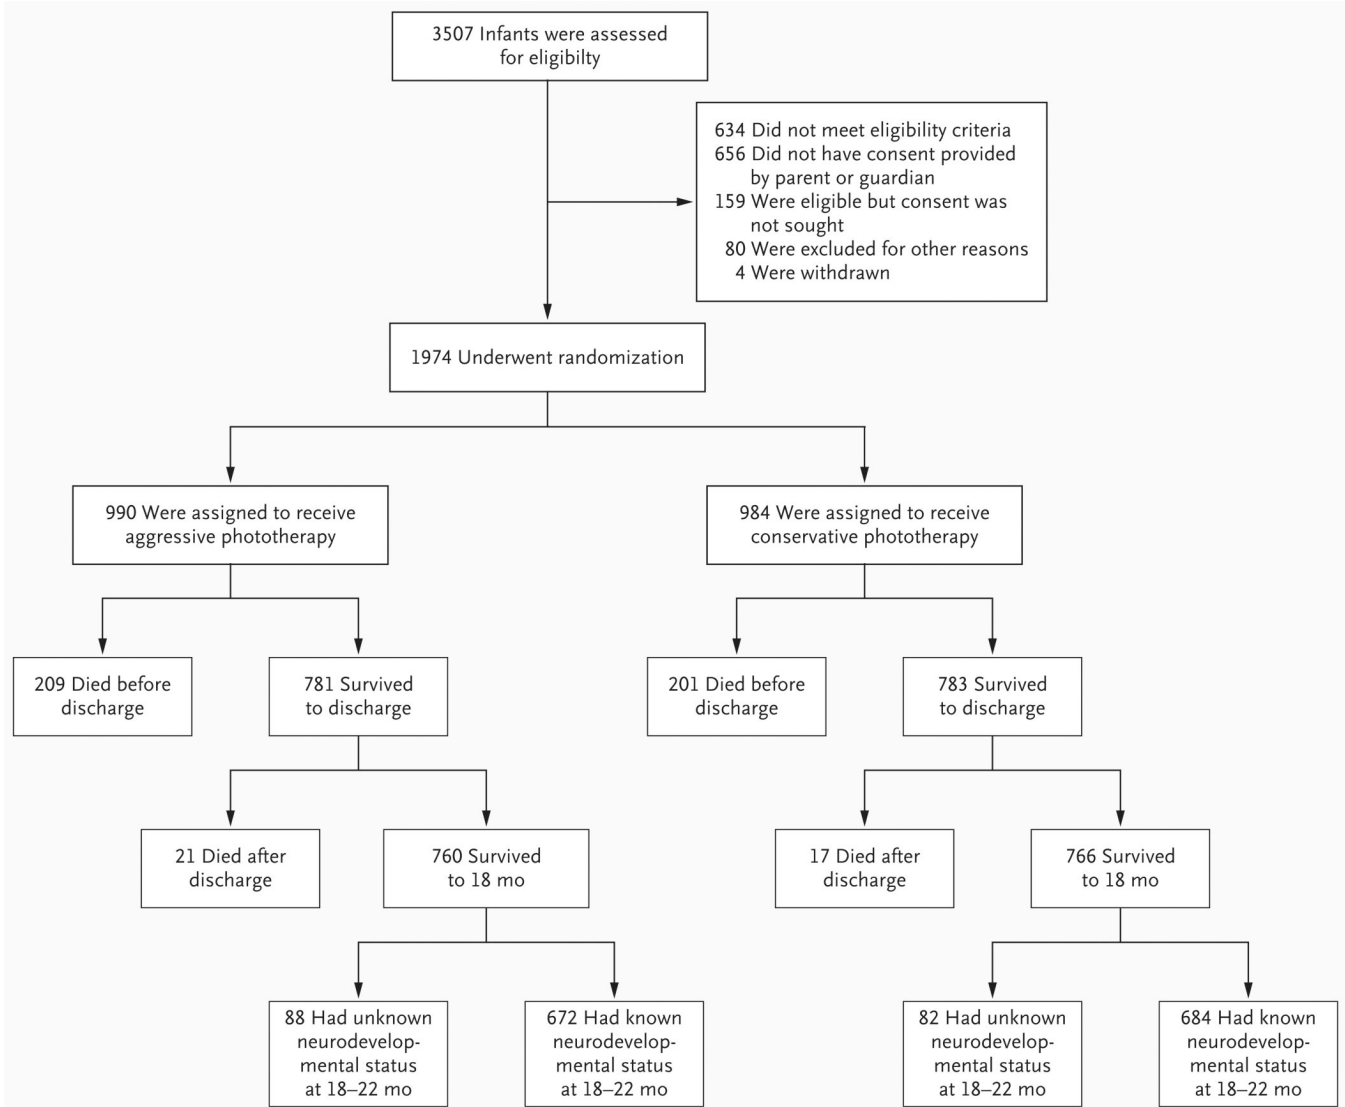 3507 Infants were assessed
for eligibilty
634 Did not meet eligibility criteria
656 Did not have consent provided
by parent or guardian
159 Were eligible but consent was
not sought
80 Were excluded for other reasons
4 Were withdrawn
1974 Underwent randomization
990 Were assigned to receive
aggressive phototherapy
984 Were assigned to receive
conservative phototherapy
209 Died before
discharge
781 Survived
to discharge
201 Died before
discharge
783 Survived
to discharge
21 Died after
discharge
760 Survived
to 18 mo
17 Died after
discharge
766 Survived
to 18 mo
88 Had unknown
neurodevelop-
mental status
at 18–22 mo
672 Had known
neurodevelop-
mental status
at 18–22 mo
82 Had unknown
neurodevelop-
mental status
at 18–22 mo
684 Had known
neurodevelop-
mental status
at 18–22 mo